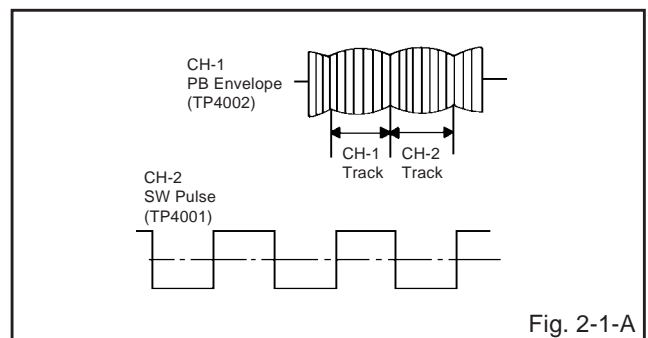 CH-1
PB Envelope
(TP4002)
CH-1
Track
CH-2
Track
CH-2
SW Pulse
(TP4001)
Fig. 2-1-A